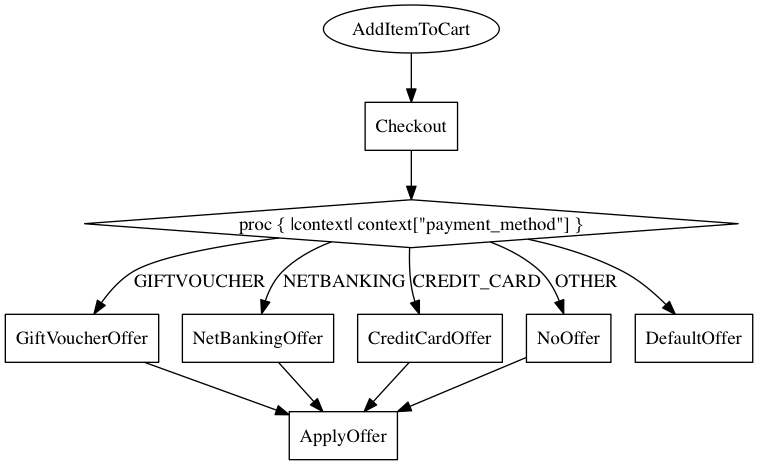 AddItemToCart
Checkout
proc { |context| context["payment_method"] }
GIFTVOUCHER
NETBANKING
CREDIT_CARD
OTHER
GiftVoucherOffer
NetBankingOffer
CreditCardOffer
NoOffer
DefaultOffer
ApplyOffer